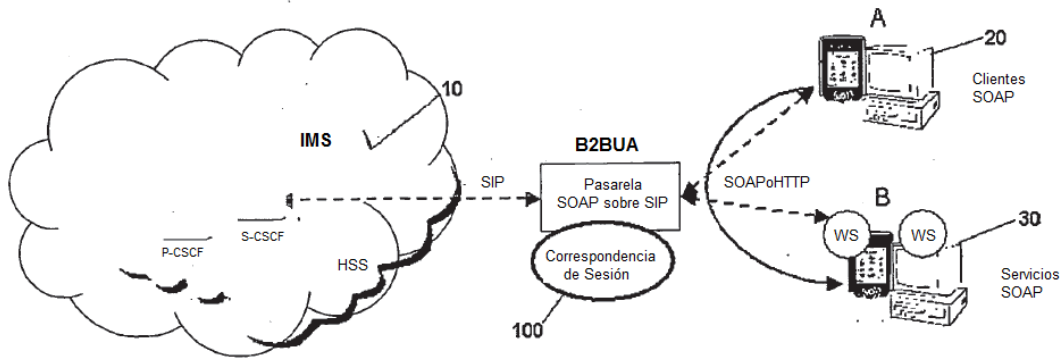 A
20
Clientes
SOAP
10
IMS
B2BUA
SIP
Pasarela
SOAP sobre SIP
SOAPoHTTP
B
S-CSCF
P-CSCF
HSS
Correspondencia
de Sesión
WS
WS
30
Servicios
SOAP
100